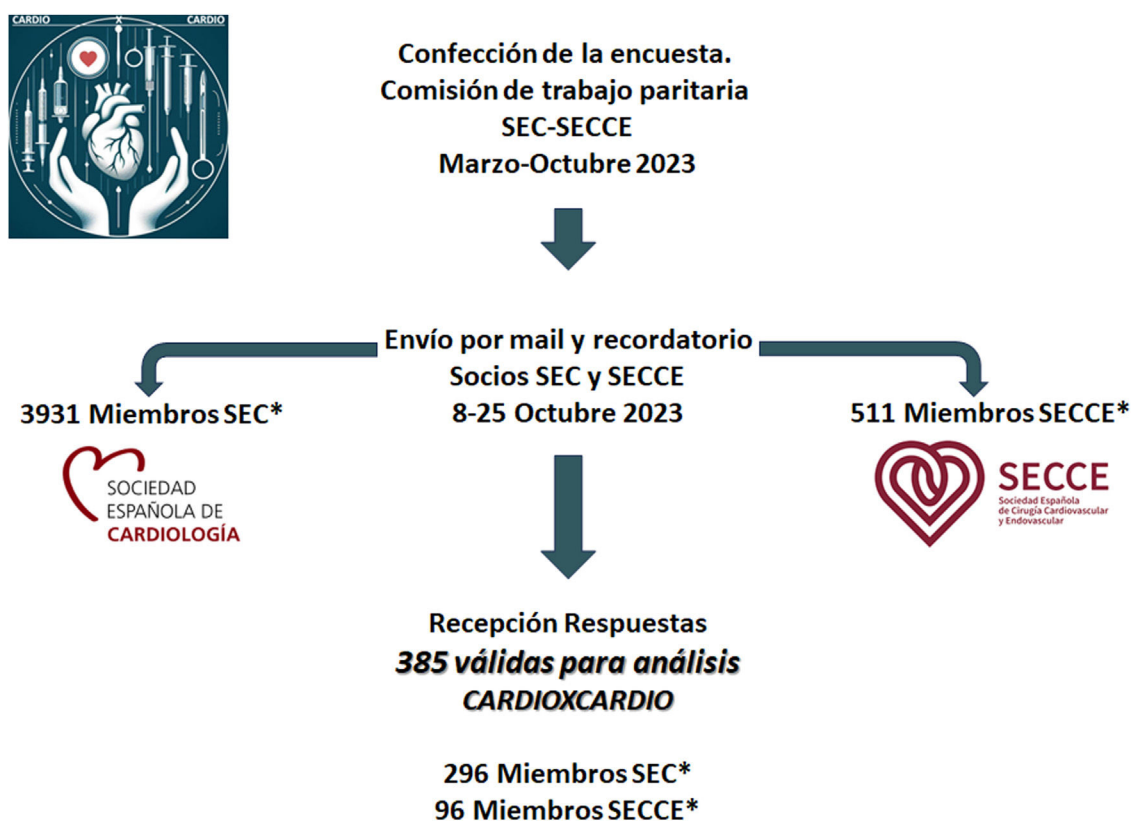 CARDIO X CARDIO
Confección de la encuesta.
Comisión de trabajo paritaria
SEC-SECCE
Marzo-Octubre 2023
Envío por mail y recordatorio
Socios SEC y SECCE
8-25 Octubre 2023
3931 Miembros SEC*
SOCIEDAD
ESPAÑOLA DE
CARDIOLOGÍA
511 Miembros SECCE*
SECCE
Sociedad Española
de Cirugía Cardiovascular
y Endovascular
Recepción Respuestas
385 válidas para análisis
CARDIOXCARDIO
296 Miembros SEC*
96 Miembros SECCE*